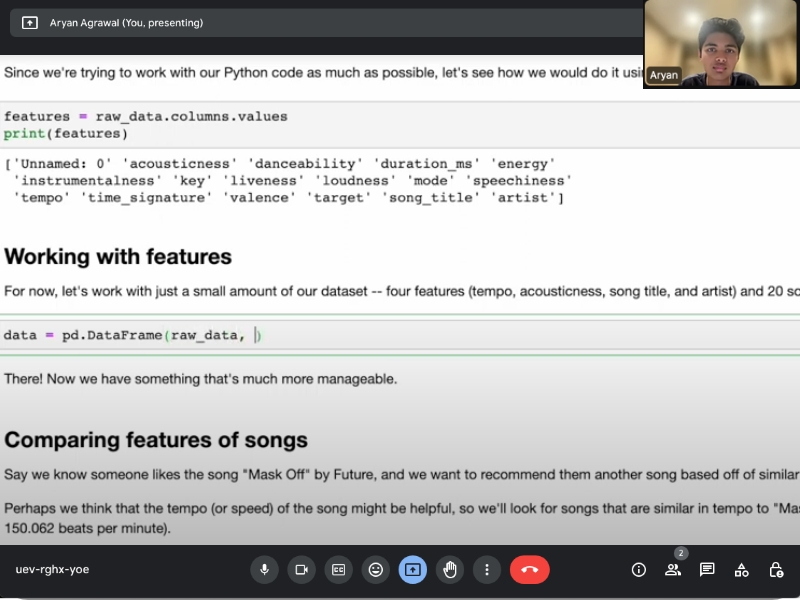 Aryan Agrawal (You, presenting)
Aryan
Since we're trying to work with our Python code as much as possible, let's see how we would do it
features = raw_data.columns.values
print(features)
['Unnamed: 0' 'acousticness' 'danceability' 'duration_ms' 'energy'
'instrumentalness' 'key' 'liveness' 'loudness' 'mode' 'speechiness'
'tempo' 'time_signature' 'valence' 'target' 'song_title' 'artist']
Working with features
For now, let's work with just a small amount of our dataset -- four features (tempo, acousticness, song title, and artist) and 20
data = pd.DataFrame(raw_data, )
There! Now we have something that's much more manageable.
Comparing features of songs
Say we know someone likes the song "Mask Off" by Future, and we want to recommend them another song based off of similar
Perhaps we think that the tempo (or speed) of the song might be helpful, so we'll look for songs that are similar in tempo to "Mas
150.062 beats per minute).
uev-rghx-yoe
2